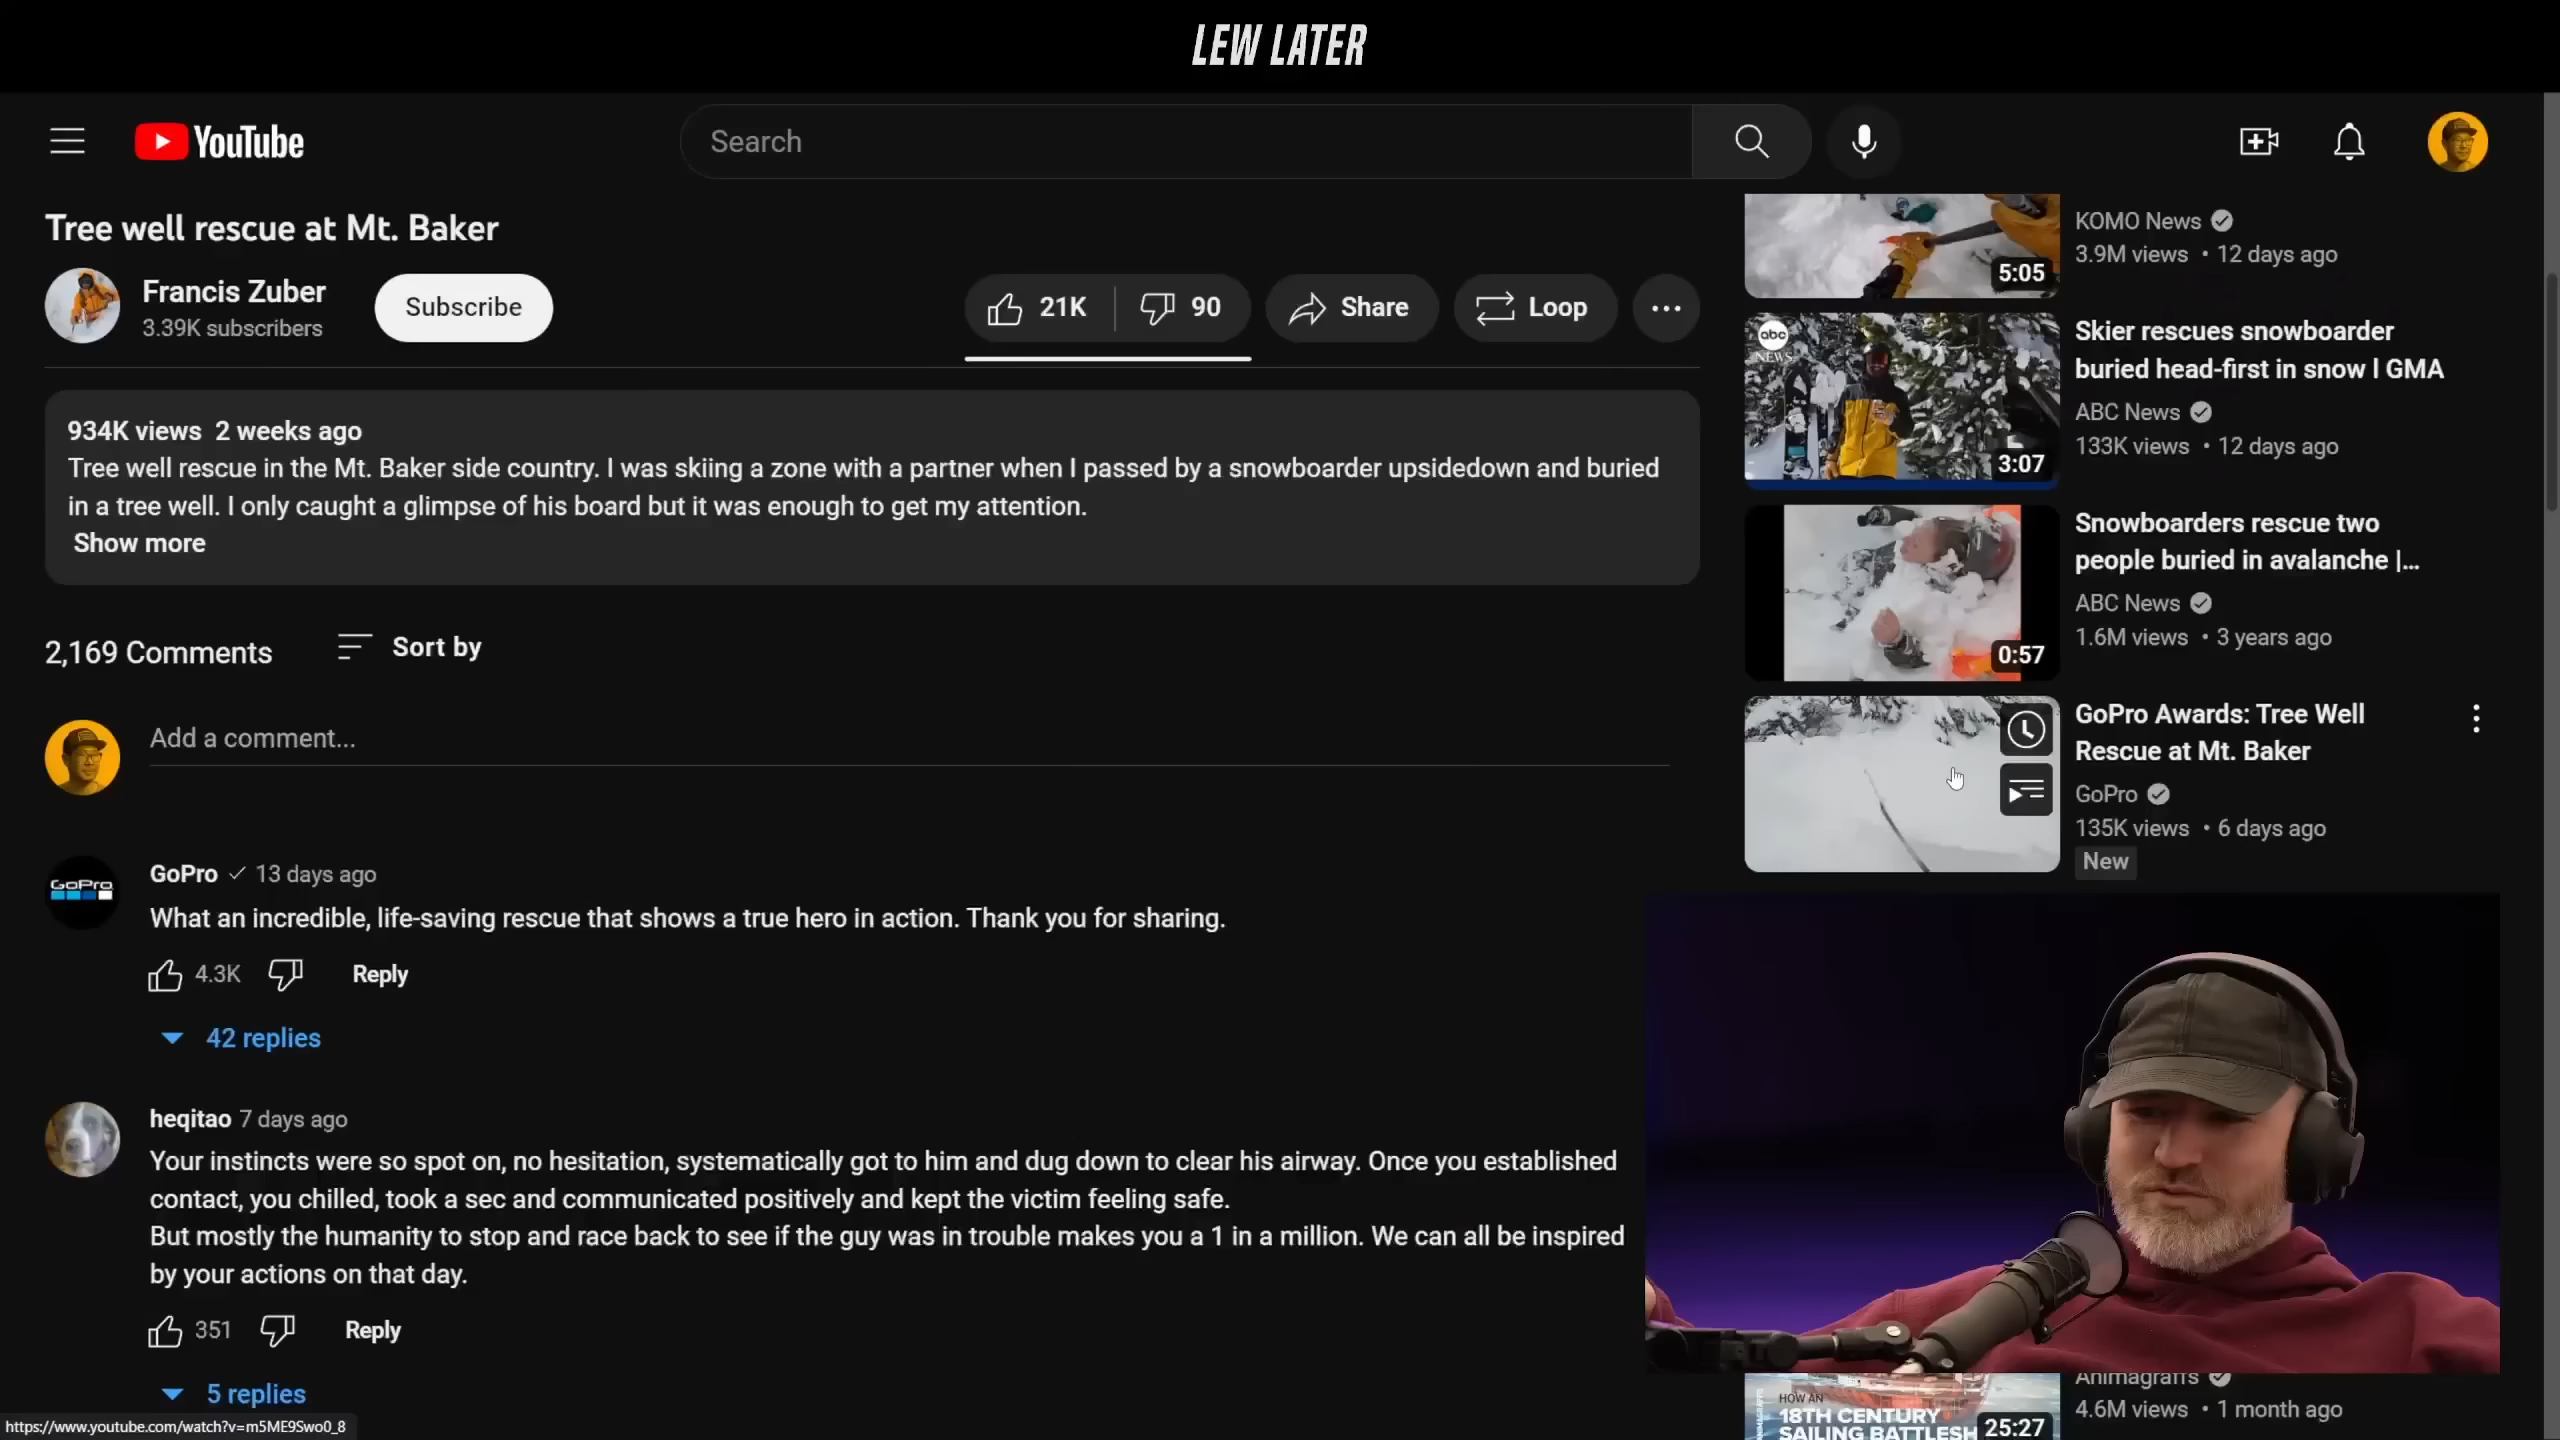 LEW LATER
YouTube
Search
Tree well rescue at Mt. Baker
Francis Zuber
3.39K subscribers
Subscribe
21K
90
Share
Loop
934K views 2 weeks ago
Tree well rescue in the Mt. Baker side country. I was skiing a zone with a partner when I passed by a snowboarder upsidedown and buried
in a tree well. I only caught a glimpse of his board but it was enough to get my attention.
Show more
2,169 Comments
Sort by
Add a comment...
GoPro
GoPro 13 days ago
What an incredible, life-saving rescue that shows a true hero in action. Thank you for sharing.
4.3K
Reply
42 replies
heqitao 7 days ago
Your instincts were so spot on, no hesitation, systematically got to him and dug down to clear his airway. Once you established
contact, you chilled, took a sec and communicated positively and kept the victim feeling safe.
But mostly the humanity to stop and race back to see if the guy was in trouble makes you a 1 in a million. We can all be inspired
by your actions on that day.
351
Reply
5 replies
https://www.youtube.com/watch?v=m5ME9Swo0_8
5:05
KOMO News
3.9M views • 12 days ago
abc
NEWS
3:07
Skier rescues snowboarder
buried head-first in snow l GMA
ABC News
133K views • 12 days ago
0:57
Snowboarders rescue two
people buried in avalanche |...
ABC News
1.6M views • 3 years ago
GoPro Awards: Tree Well
Rescue at Mt. Baker
GoPro
135K views • 6 days ago
New
HOW AN
18TH CENTURY
SAILING BATTLESH
25:27
Animagraffs
4.6M views • 1 month ago